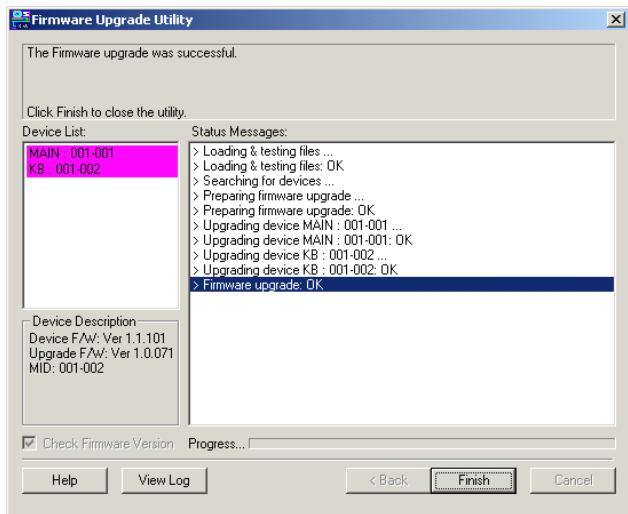 Firmware Upgrade Utility
The Firmware upgrade was successful.
Click Finish to close the utility.
Device List:
MAIN : 001-001
KB : 001-002
Status Messages:
> Loading & testing files ...
> Loading & testing files: OK
> Searching for devices ...
> Preparing firmware upgrade ...
> Preparing firmware upgrade: OK
> Upgrading device MAIN : 001-001 ...
> Upgrading device MAIN : 001-001: OK
> Upgrading device KB : 001-002 ...
> Upgrading device KB : 001-002: OK
> Firmware upgrade: OK
Device Description
Device F/W: Ver 1.1.101
Upgrade F/W: Ver 1.0.071
MID: 001-002
Check Firmware Version
Progress...
Help
View Log
< Back
Finish
Cancel